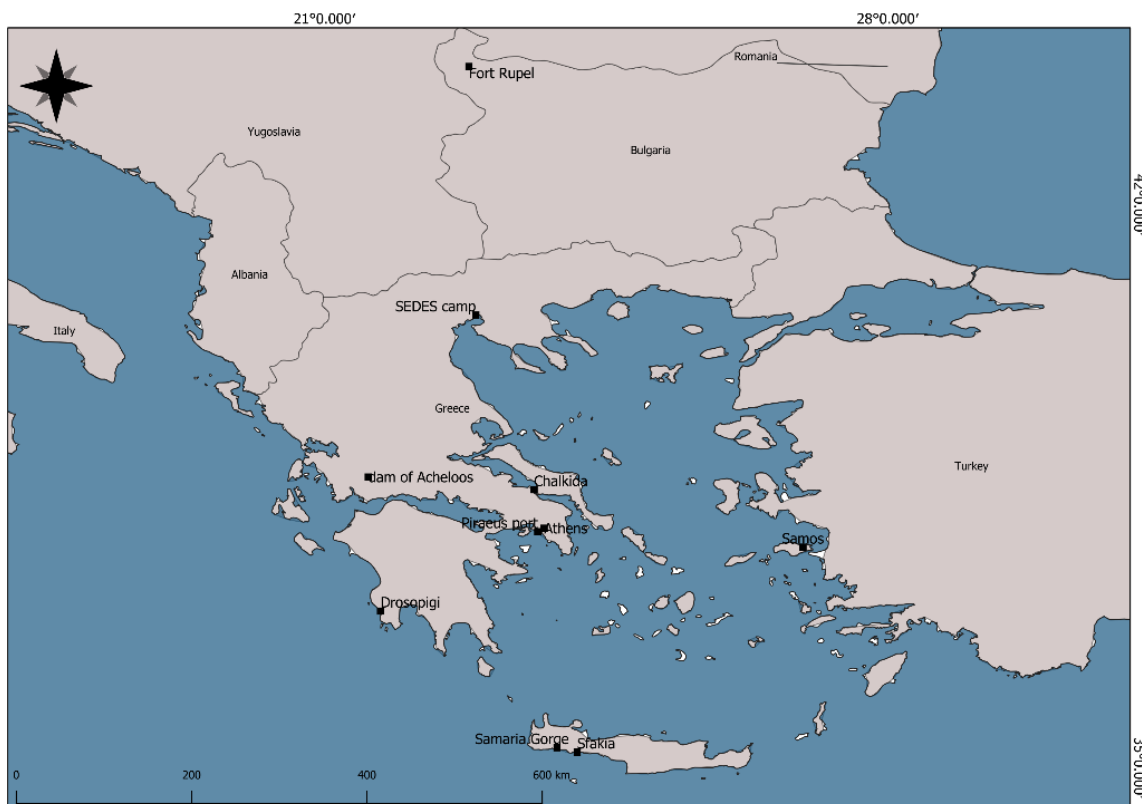 21°0.000'
28°0.000'
Romania
Fort Rupel
Yugoslavia
Bulgaria
42°0.000'
Albania
SEDES camp
Italy
Greece
Turkey
dam of Acheloos
Chalkida
Piraeus port
Athens
Samos
Drosopigi
Samaria Gorge
Sfakia
35°0.000'
0
200
400
600 km